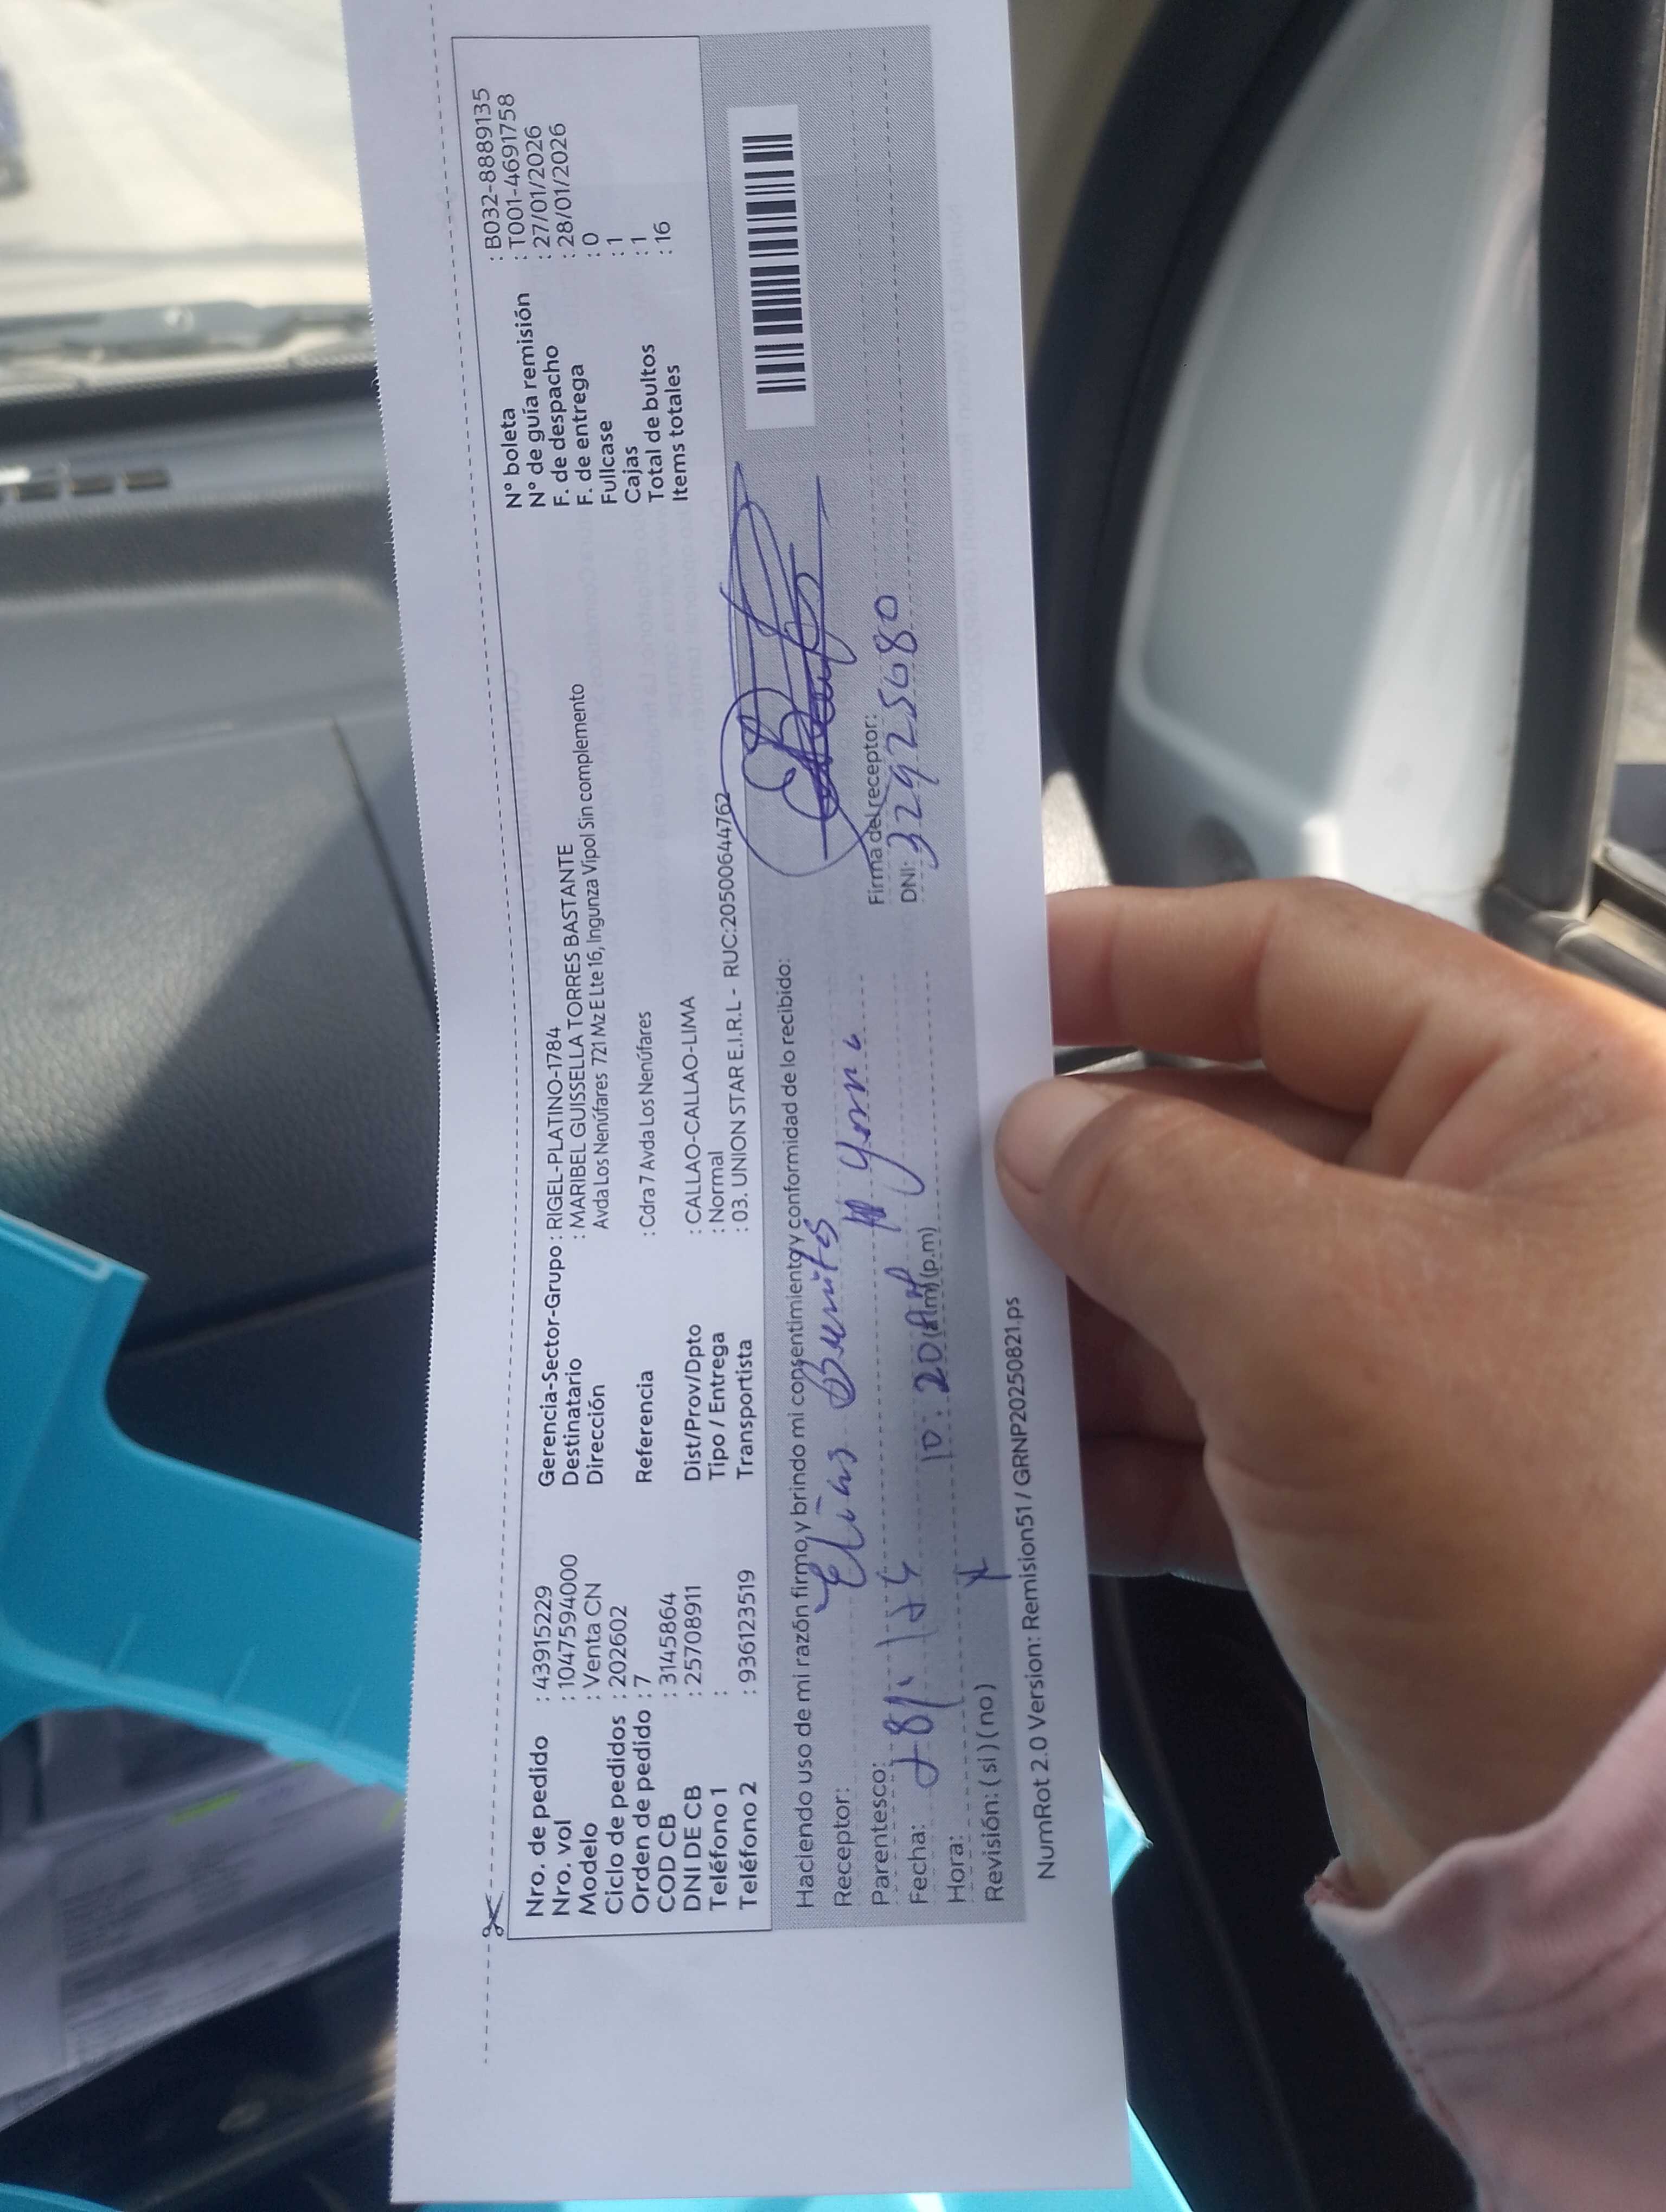 Nro. de pedido : 43915229
Nro. vol : 1047594000
Modelo : Venta CN
Ciclo de pedidos : 202602
Orden de pedido : 7
COD CB : 3145864
DNI DE CB : 25708911
Teléfono 1 :
Teléfono 2 : 936123519
Gerencia-Sector-Grupo : RIGEL-PLATINO-1784
Destinatario : MARIBEL GUISSELLA TORRES BASTANTE
Dirección Avda Los Nenúfares 721 Mz E Lte 16, Ingunza Vipol Sin complemento
Referencia : Cdra 7 Avda Los Nenúfares
Dist/Prov/Dpto : CALLAO-CALLAO-LIMA
Tipo / Entrega : Normal
Transportista : 03. UNION STAR E.I.R.L - RUC:20500644762
N° boleta : B032-8889135
N° de guía remisión : T001-4691758
F. de despacho : 27/01/2026
F. de entrega : 28/01/2026
Fullcase : 0
Cajas : 1
Total de bultos : 1
Items totales : 16
Haciendo uso de mi razón firmo y brindo mi consentimiento y conformidad de lo recibido:
Receptor: Elias Benites
Parentesco:
Fecha:
Hora: 10:20 (a.m) (p.m)
Revisión: ( si ) ( no ) X
Firma del receptor:
DNI: 32925680
NumRot 2.0 Version: Remision51 / GRNP20250821.ps